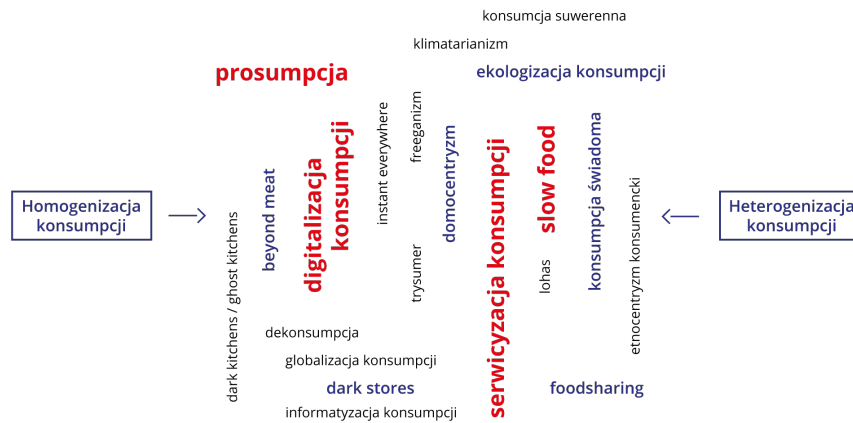 konsumcja suwerenna
klimatarianizm
prosumpcja
ekologizacja konsumpcji
Homogenizacja
konsumpcji
dark kitchens / ghost kitchens
beyond meat
digitalizacja
konsumpcji
instant everywhere
freeganizm
trysumer
domocentryzm
serwicyzacja konsumpcji
slow food
lohas
konsumpcja świadoma
etnocentryzm konsumencki
Heterogenizacja
konsumpcji
dekonsumpcja
globalizacja konsumpcji
dark stores
foodsharing
informatyzacja konsumpcji